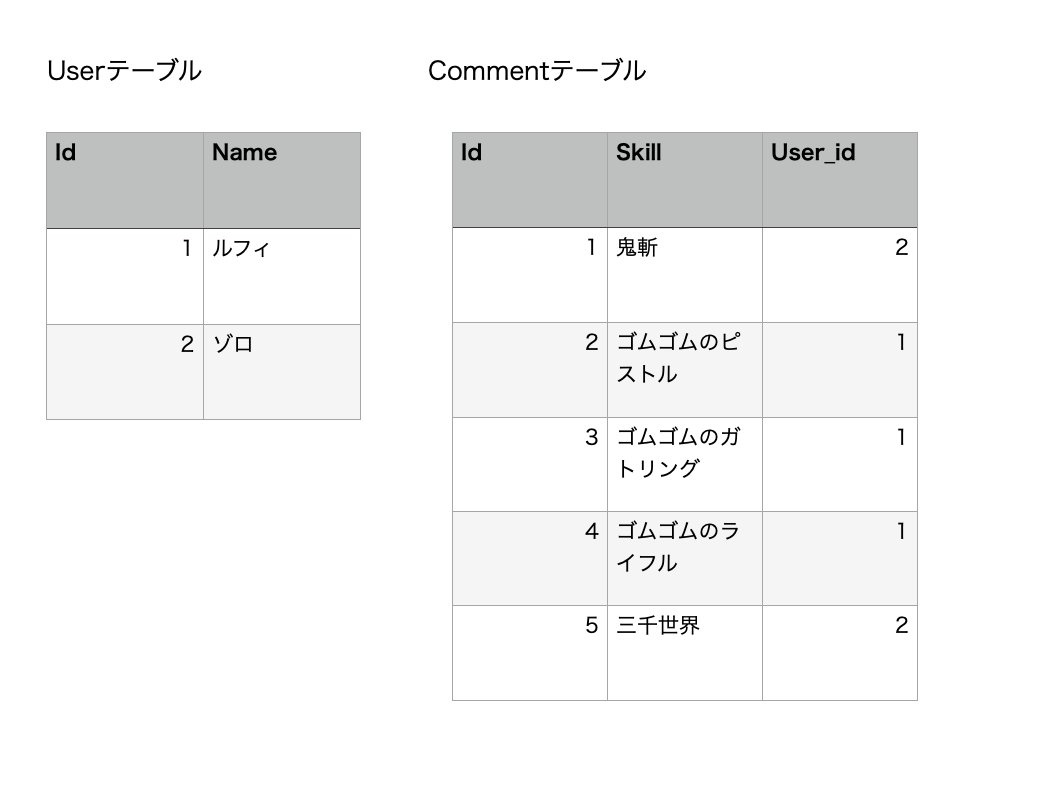 Userテーブル
Commentテーブル
Id Name
1 ルフィ
2 ゾロ
Id Skill User_id
1 鬼斬 2
2 ゴムゴムのピ 1
ストル
3 ゴムゴムのガ 1
トリング
4 ゴムゴムのラ 1
イフル
5 三千世界 2